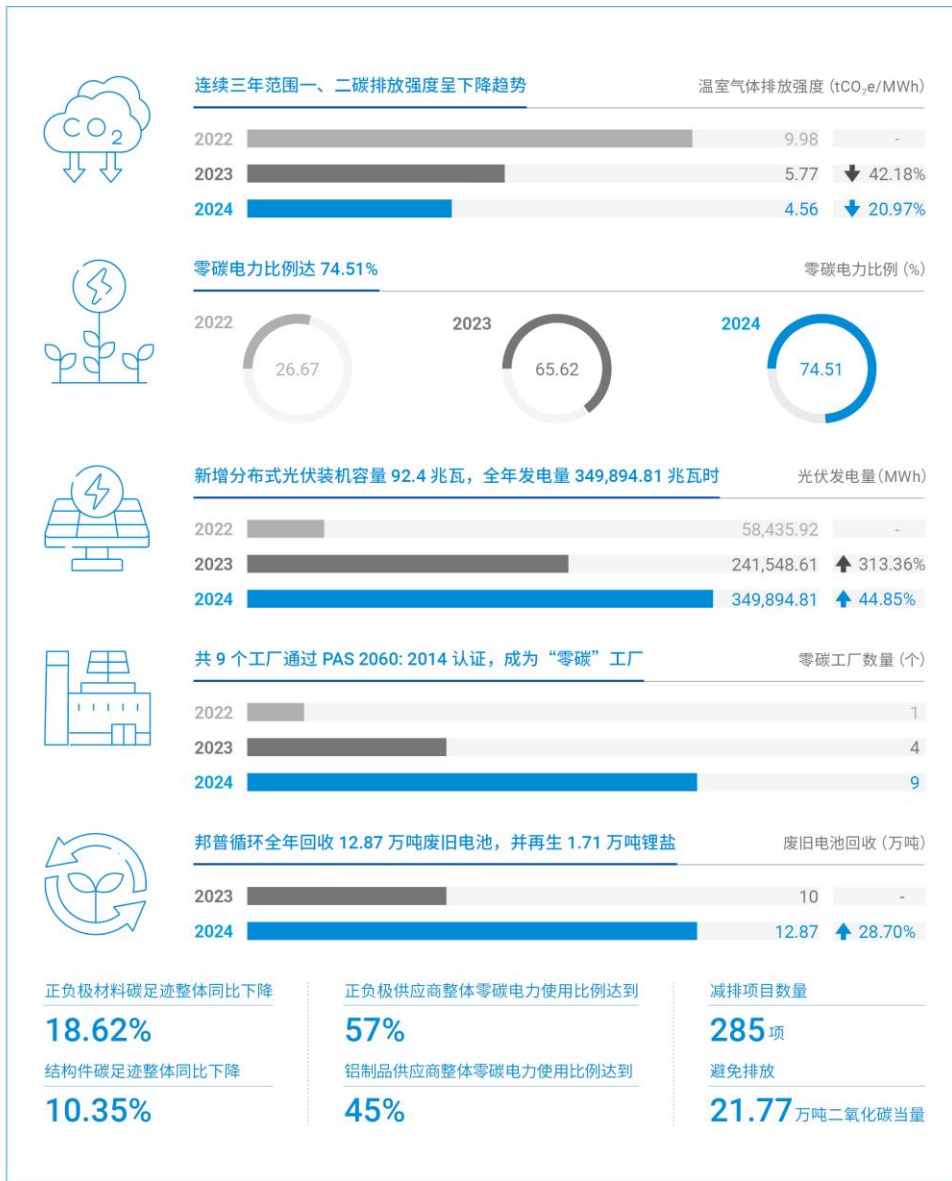 CO2
连续三年范围一、二碳排放强度呈下降趋势 温室气体排放强度 (tCO₂e/MWh)
2022 9.98 -
2023 5.77 42.18%
2024 4.56 20.97%
零碳电力比例达 74.51% 零碳电力比例 (%)
2022 2023 2024
26.67 65.62 74.51
新增分布式光伏装机容量 92.4 兆瓦，全年发电量 349,894.81 兆瓦时 光伏发电量(MWh)
2022 58,435.92 -
2023 241,548.61 313.36%
2024 349,894.81 44.85%
共 9 个工厂通过 PAS 2060: 2014 认证，成为“零碳”工厂 零碳工厂数量 (个)
2022 1
2023 4
2024 9
邦普循环全年回收 12.87 万吨废旧电池，并再生 1.71 万吨锂盐 废旧电池回收 (万吨)
2023 10 -
2024 12.87 28.70%
正负极材料碳足迹整体同比下降 正负极供应商整体零碳电力使用比例达到 减排项目数量
18.62% 57% 285 项
结构件碳足迹整体同比下降 铝制品供应商整体零碳电力使用比例达到 避免排放
10.35% 45% 21.77 万吨二氧化碳当量